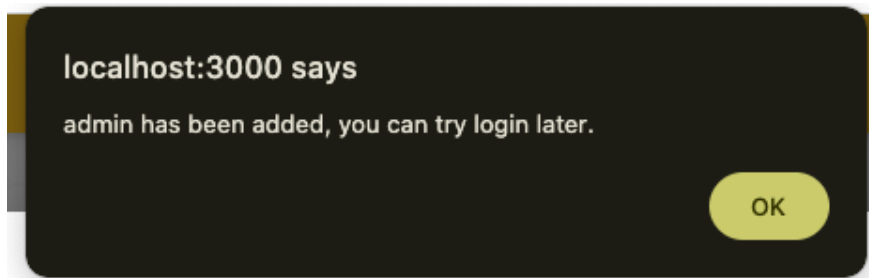 localhost:3000 says
admin has been added, you can try login later.
OK